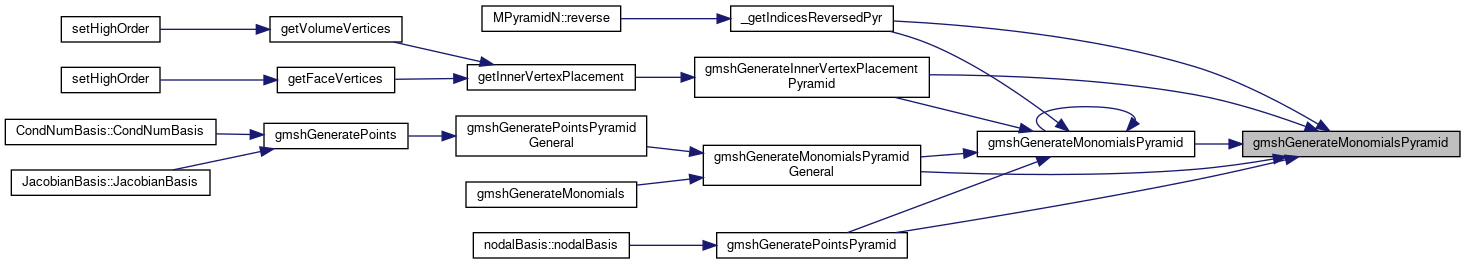 MPyramidN::reverse
_getIndicesReversedPyr
setHighOrder
getVolumeVertices
setHighOrder
getFaceVertices
getInnerVertexPlacement
gmshGenerateInnerVertexPlacement
Pyramid
CondNumBasis::CondNumBasis
gmshGeneratePoints
gmshGeneratePointsPyramid
General
gmshGenerateMonomialsPyramid
gmshGenerateMonomialsPyramid
JacobianBasis::JacobianBasis
gmshGenerateMonomialsPyramid
General
gmshGenerateMonomials
nodalBasis::nodalBasis
gmshGeneratePointsPyramid